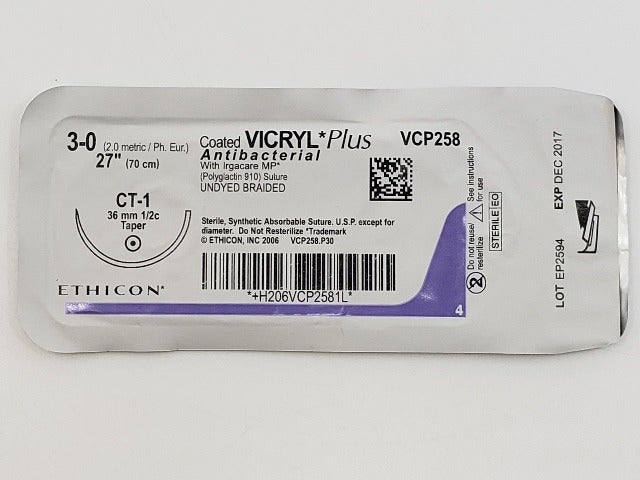 3-0 (2.0 metric / Ph. Eur.)
27" (70 cm)
CT-1
36 mm 1/2c
Taper
ETHICON*
Coated VICRYL* Plus
Antibacterial
With Irgacare MP*
(Polyglactin 910) Suture
UNDYED BRAIDED
VCP258
Sterile, Synthetic Absorbable Suture. U.S.P. except for
diameter. Do Not Resterilize *Trademark
© ETHICON, INC 2006 VCP258.P30
*+H206VCP2581L*
4
2 Do not reuse/
resterilize
See instructions
for use
STERILE EO
LOT EP2594 EXP DEC 2017